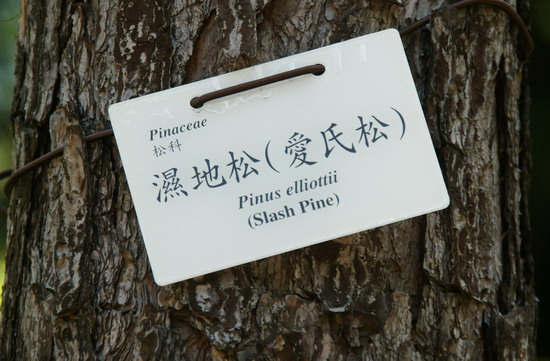 Pinaceae
松科
濕地松(愛氏松)
Pinus elliottii
(Slash Pine)